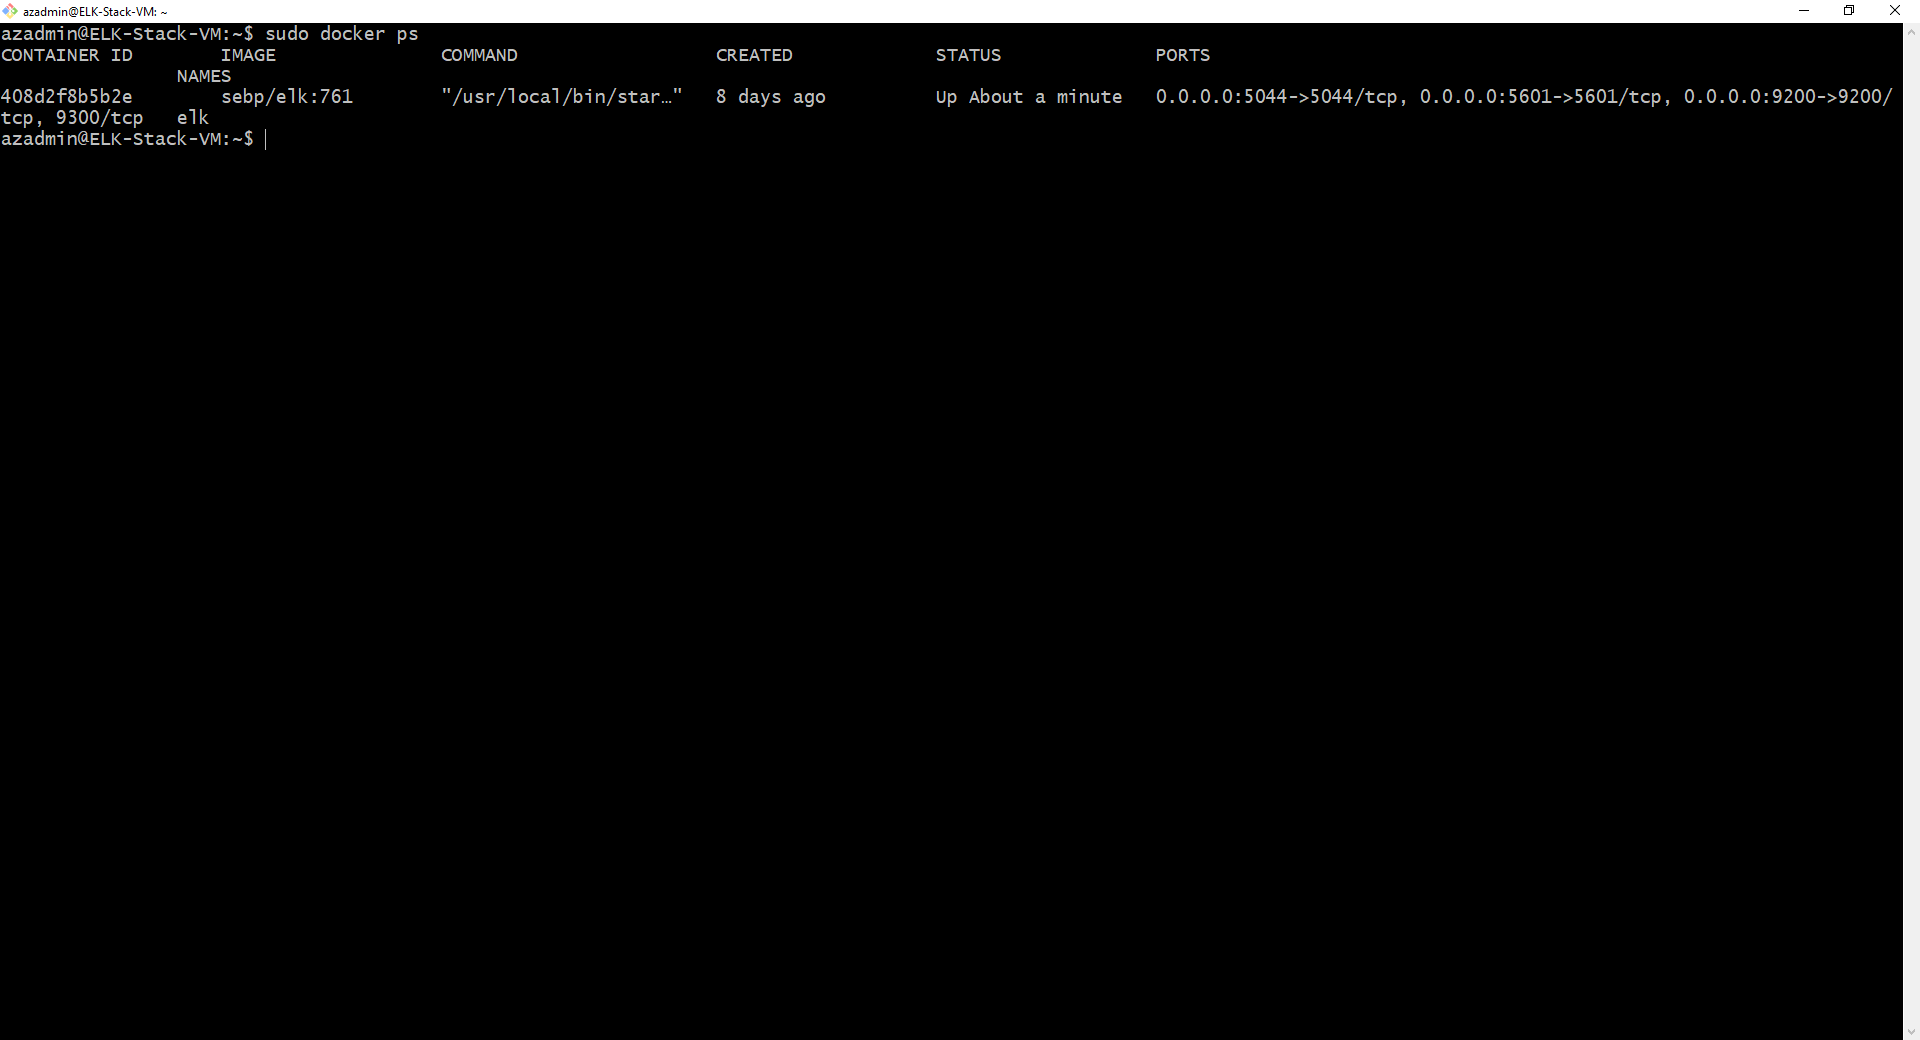 azadmin@ELK-Stack-VM: ~
azadmin@ELK-Stack-VM:~$ sudo docker ps
CONTAINER ID        IMAGE               COMMAND                  CREATED             STATUS              PORTS
                NAMES
408d2f8b5b2e        sebp/elk:761        "/usr/local/bin/star…"   8 days ago          Up About a minute   0.0.0.0:5044->5044/tcp, 0.0.0.0:5601->5601/tcp, 0.0.0.0:9200->9200/
tcp, 9300/tcp   elk
azadmin@ELK-Stack-VM:~$